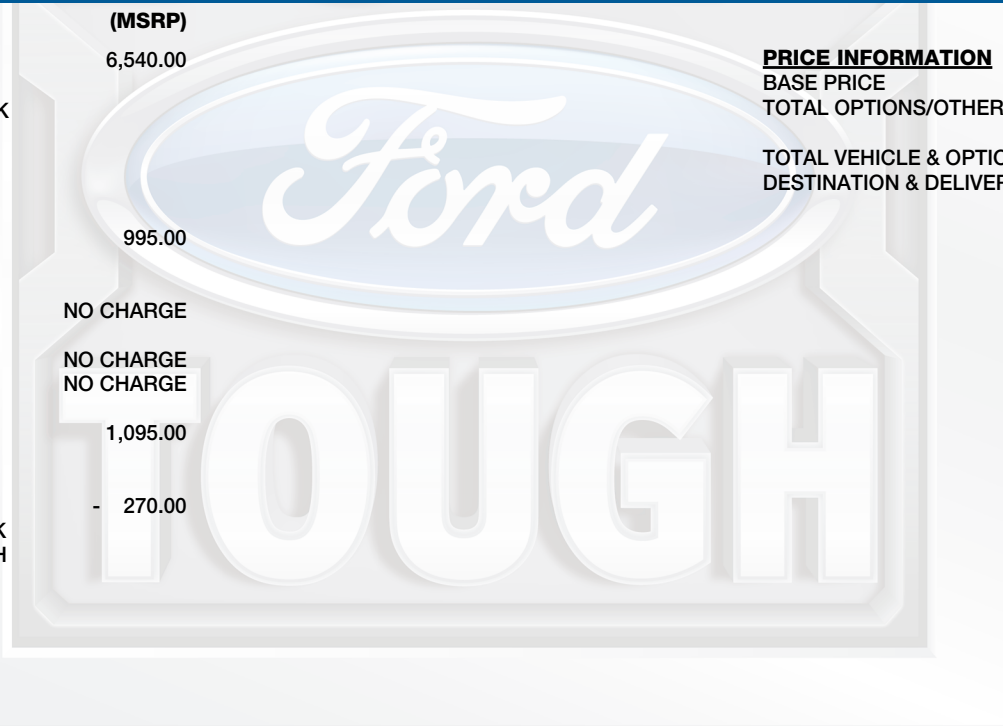 (MSRP)
6,540.00
K
995.00
NO CHARGE
NO CHARGE
NO CHARGE
1,095.00
- 270.00
K
H
PRICE INFORMATION
BASE PRICE
TOTAL OPTIONS/OTHER
TOTAL VEHICLE & OPTIO
DESTINATION & DELIVER
Ford
TOUGH